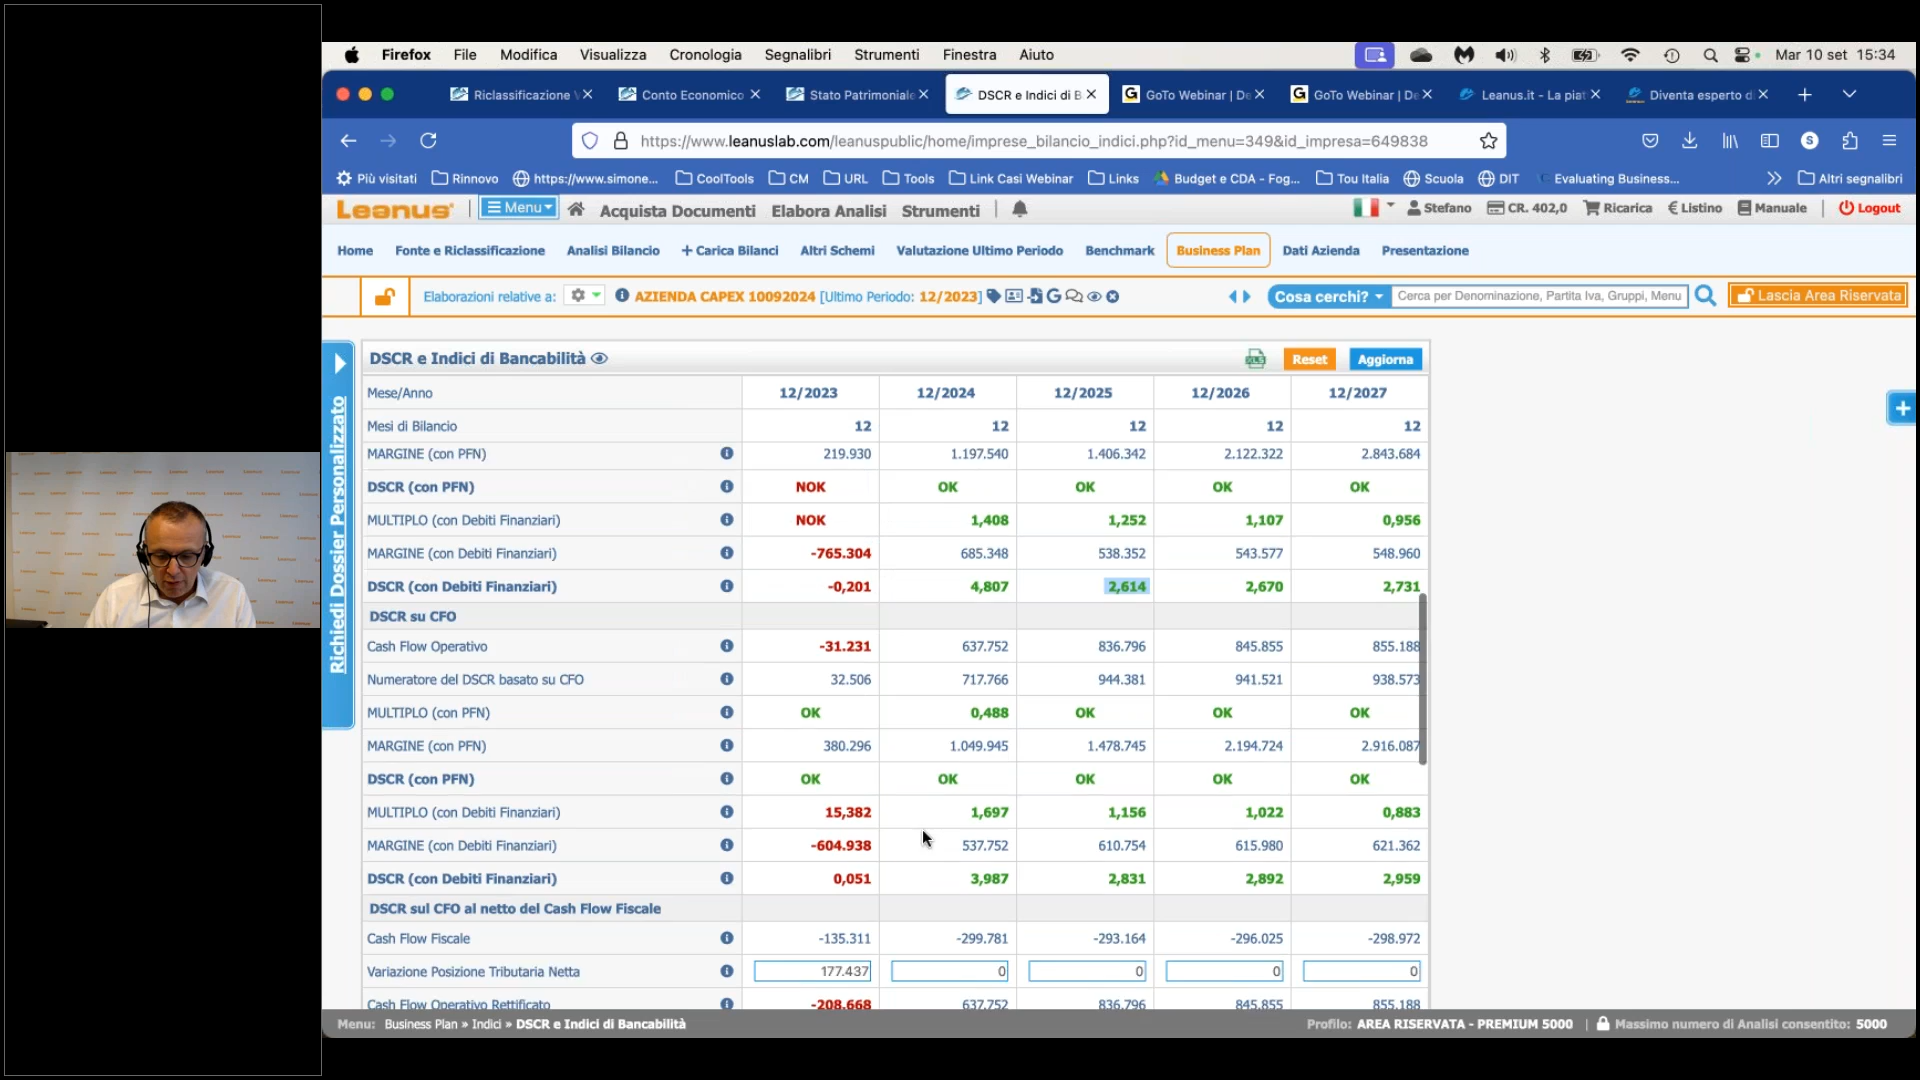 Firefox File Modifica Visualizza Cronologia Segnalibri Strumenti Finestra Aiuto Mar 10 set 15:34
Riclassificazione V Conto Economico Stato Patrimoniale DSCR e Indici di B GoTo Webinar | De GoTo Webinar | De Leanus.it - La piat Diventa esperto d
https://www.leanuslab.com/leanuspublic/home/imprese_bilancio_indici.php?id_menu=349&id_impresa=649838 S
Più visitati Rinnovo https://www.simone... CoolTools CM URL Tools Link Casi Webinar Links Budget e CDA - Fog... Tou Italia Scuola DIT Evaluating Business... Altri segnalibri
Leanus Menu Acquista Documenti Elabora Analisi Strumenti Stefano CR. 402,0 Ricarica € Listino Manuale Logout
Home Fonte e Riclassificazione Analisi Bilancio + Carica Bilanci Altri Schemi Valutazione Ultimo Periodo Benchmark Business Plan Dati Azienda Presentazione
Elaborazioni relative a: AZIENDA CAPEX 10092024 [Ultimo Periodo: 12/2023] Cosa cerchi? Cerca per Denominazione, Partita Iva, Gruppi, Menu Lascia Area Riservata
Richiedi Dossier Personalizzato
DSCR e Indici di Bancabilità XLS Reset Aggiorna
Mese/Anno 12/2023 12/2024 12/2025 12/2026 12/2027
Mesi di Bilancio 12 12 12 12 12
MARGINE (con PFN) 219.930 1.197.540 1.406.342 2.122.322 2.843.684
DSCR (con PFN) NOK OK OK OK OK
MULTIPLO (con Debiti Finanziari) NOK 1,408 1,252 1,107 0,956
MARGINE (con Debiti Finanziari) -765.304 685.348 538.352 543.577 548.960
DSCR (con Debiti Finanziari) -0,201 4,807 2,614 2,670 2,731
DSCR su CFO
Cash Flow Operativo -31.231 637.752 836.796 845.855 855.188
Numeratore del DSCR basato su CFO 32.506 717.766 944.381 941.521 938.573
MULTIPLO (con PFN) OK 0,488 OK OK OK
MARGINE (con PFN) 380.296 1.049.945 1.478.745 2.194.724 2.916.087
DSCR (con PFN) OK OK OK OK OK
MULTIPLO (con Debiti Finanziari) 15,382 1,697 1,156 1,022 0,883
MARGINE (con Debiti Finanziari) -604.938 537.752 610.754 615.980 621.362
DSCR (con Debiti Finanziari) 0,051 3,987 2,831 2,892 2,959
DSCR sul CFO al netto del Cash Flow Fiscale
Cash Flow Fiscale -135.311 -299.781 -293.164 -296.025 -298.972
Variazione Posizione Tributaria Netta 177.437 0 0 0 0
Cash Flow Operativo Rettificato -208.668 637.752 836.796 845.855 855.188
Menu: Business Plan » Indici » DSCR e Indici di Bancabilità Profilo: AREA RISERVATA - PREMIUM 5000 | Massimo numero di Analisi consentito: 5000